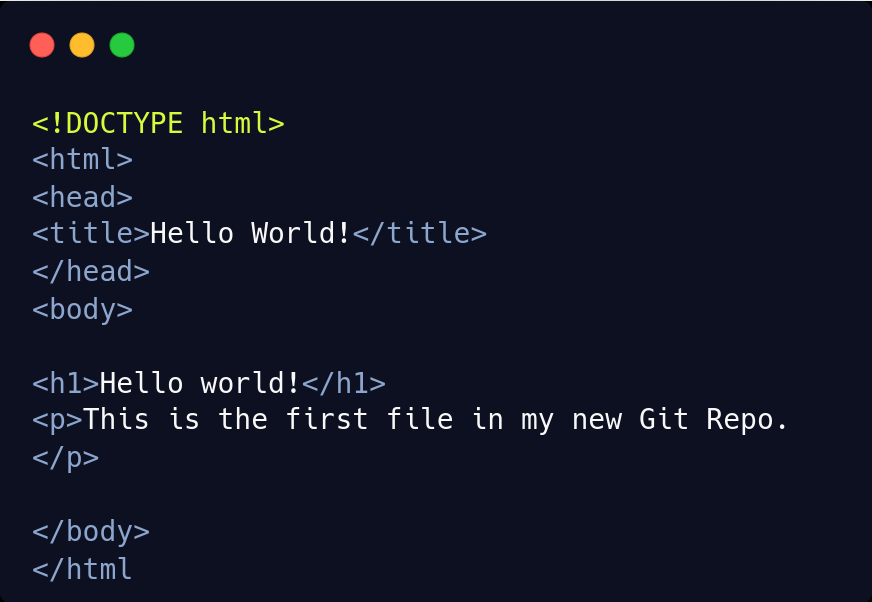 <!DOCTYPE html>
<html>
<head>
<title>Hello World!</title>
</head>
<body>
<h1>Hello world!</h1>
<p>This is the first file in my new Git Repo.
</p>
</body>
</html